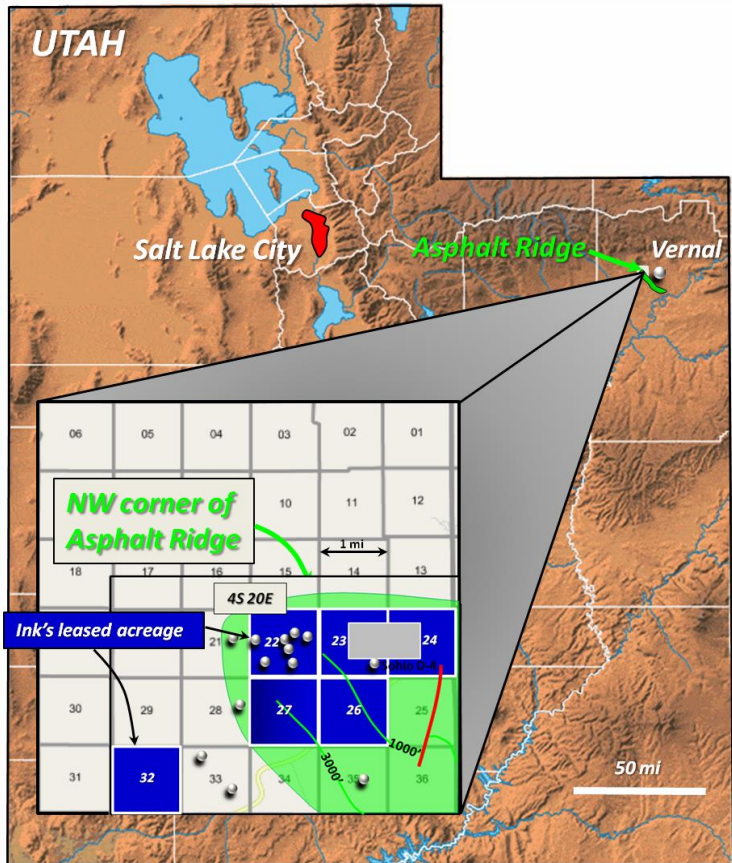 UTAH
Salt Lake City
Asphalt Ridge
Vernal
06 05 04 03 02 01
NW corner of
Asphalt Ridge
10 11 12
1 mi
18 17 16 15 14 13
4S 20E
Ink's leased acreage
21 22 23 24
Sohio D-4
30 29 28 27 26 25
1000'
31 32 33 34 35 36
3000'
50 mi